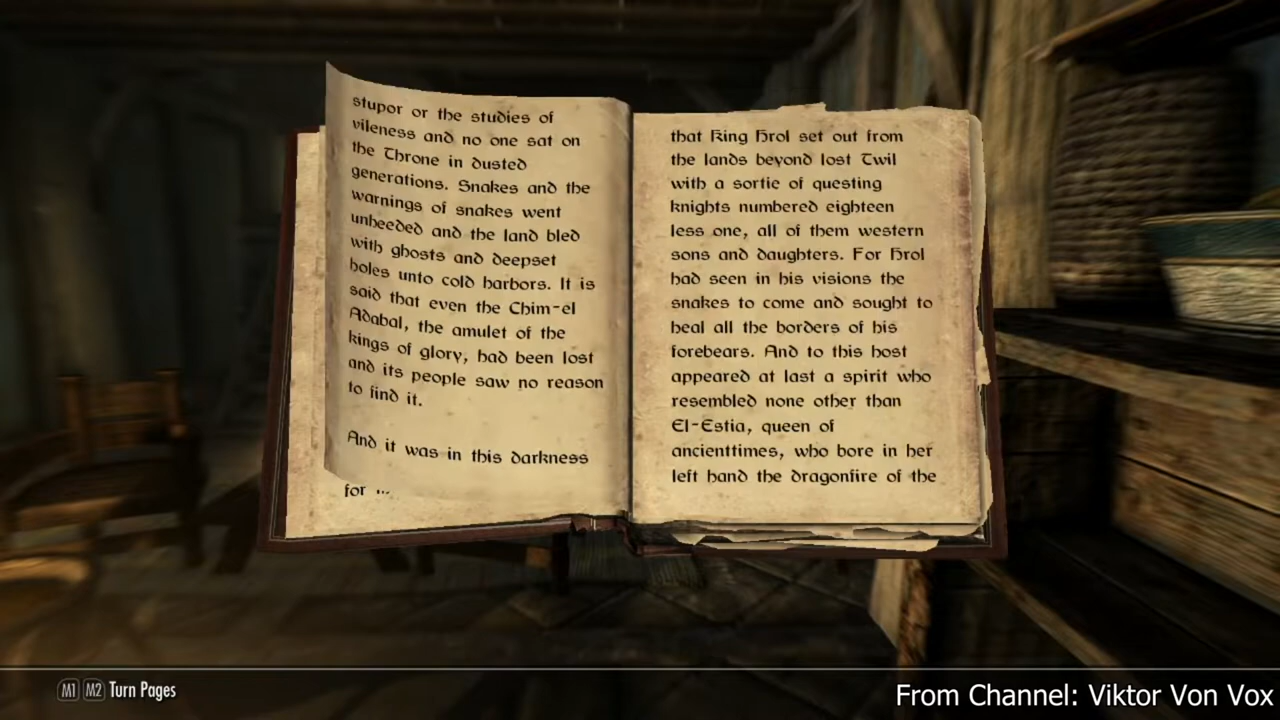 stupor or the studies of
vileness and no one sat on
the Throne in dusted
generations. Snakes and the
warnings of snakes went
unheeded and the land bled
with ghosts and deepset
holes unto cold harbors. It is
said that even the Chim-el
Adabal, the amulet of the
kings of glory, had been lost
and its people saw no reason
to find it.
And it was in this darkness
for ...
that King Hrol set out from
the lands beyond lost Twil
with a sortie of questing
knights numbered eighteen
less one, all of them western
sons and daughters. For Hrol
had seen in his visions the
snakes to come and sought to
heal all the borders of his
forebears. And to this host
appeared at last a spirit who
resembled none other than
El-Estia, queen of
ancienttimes, who bore in her
left hand the dragonfire of the
M1 M2 Turn Pages
From Channel: Viktor Von Vox